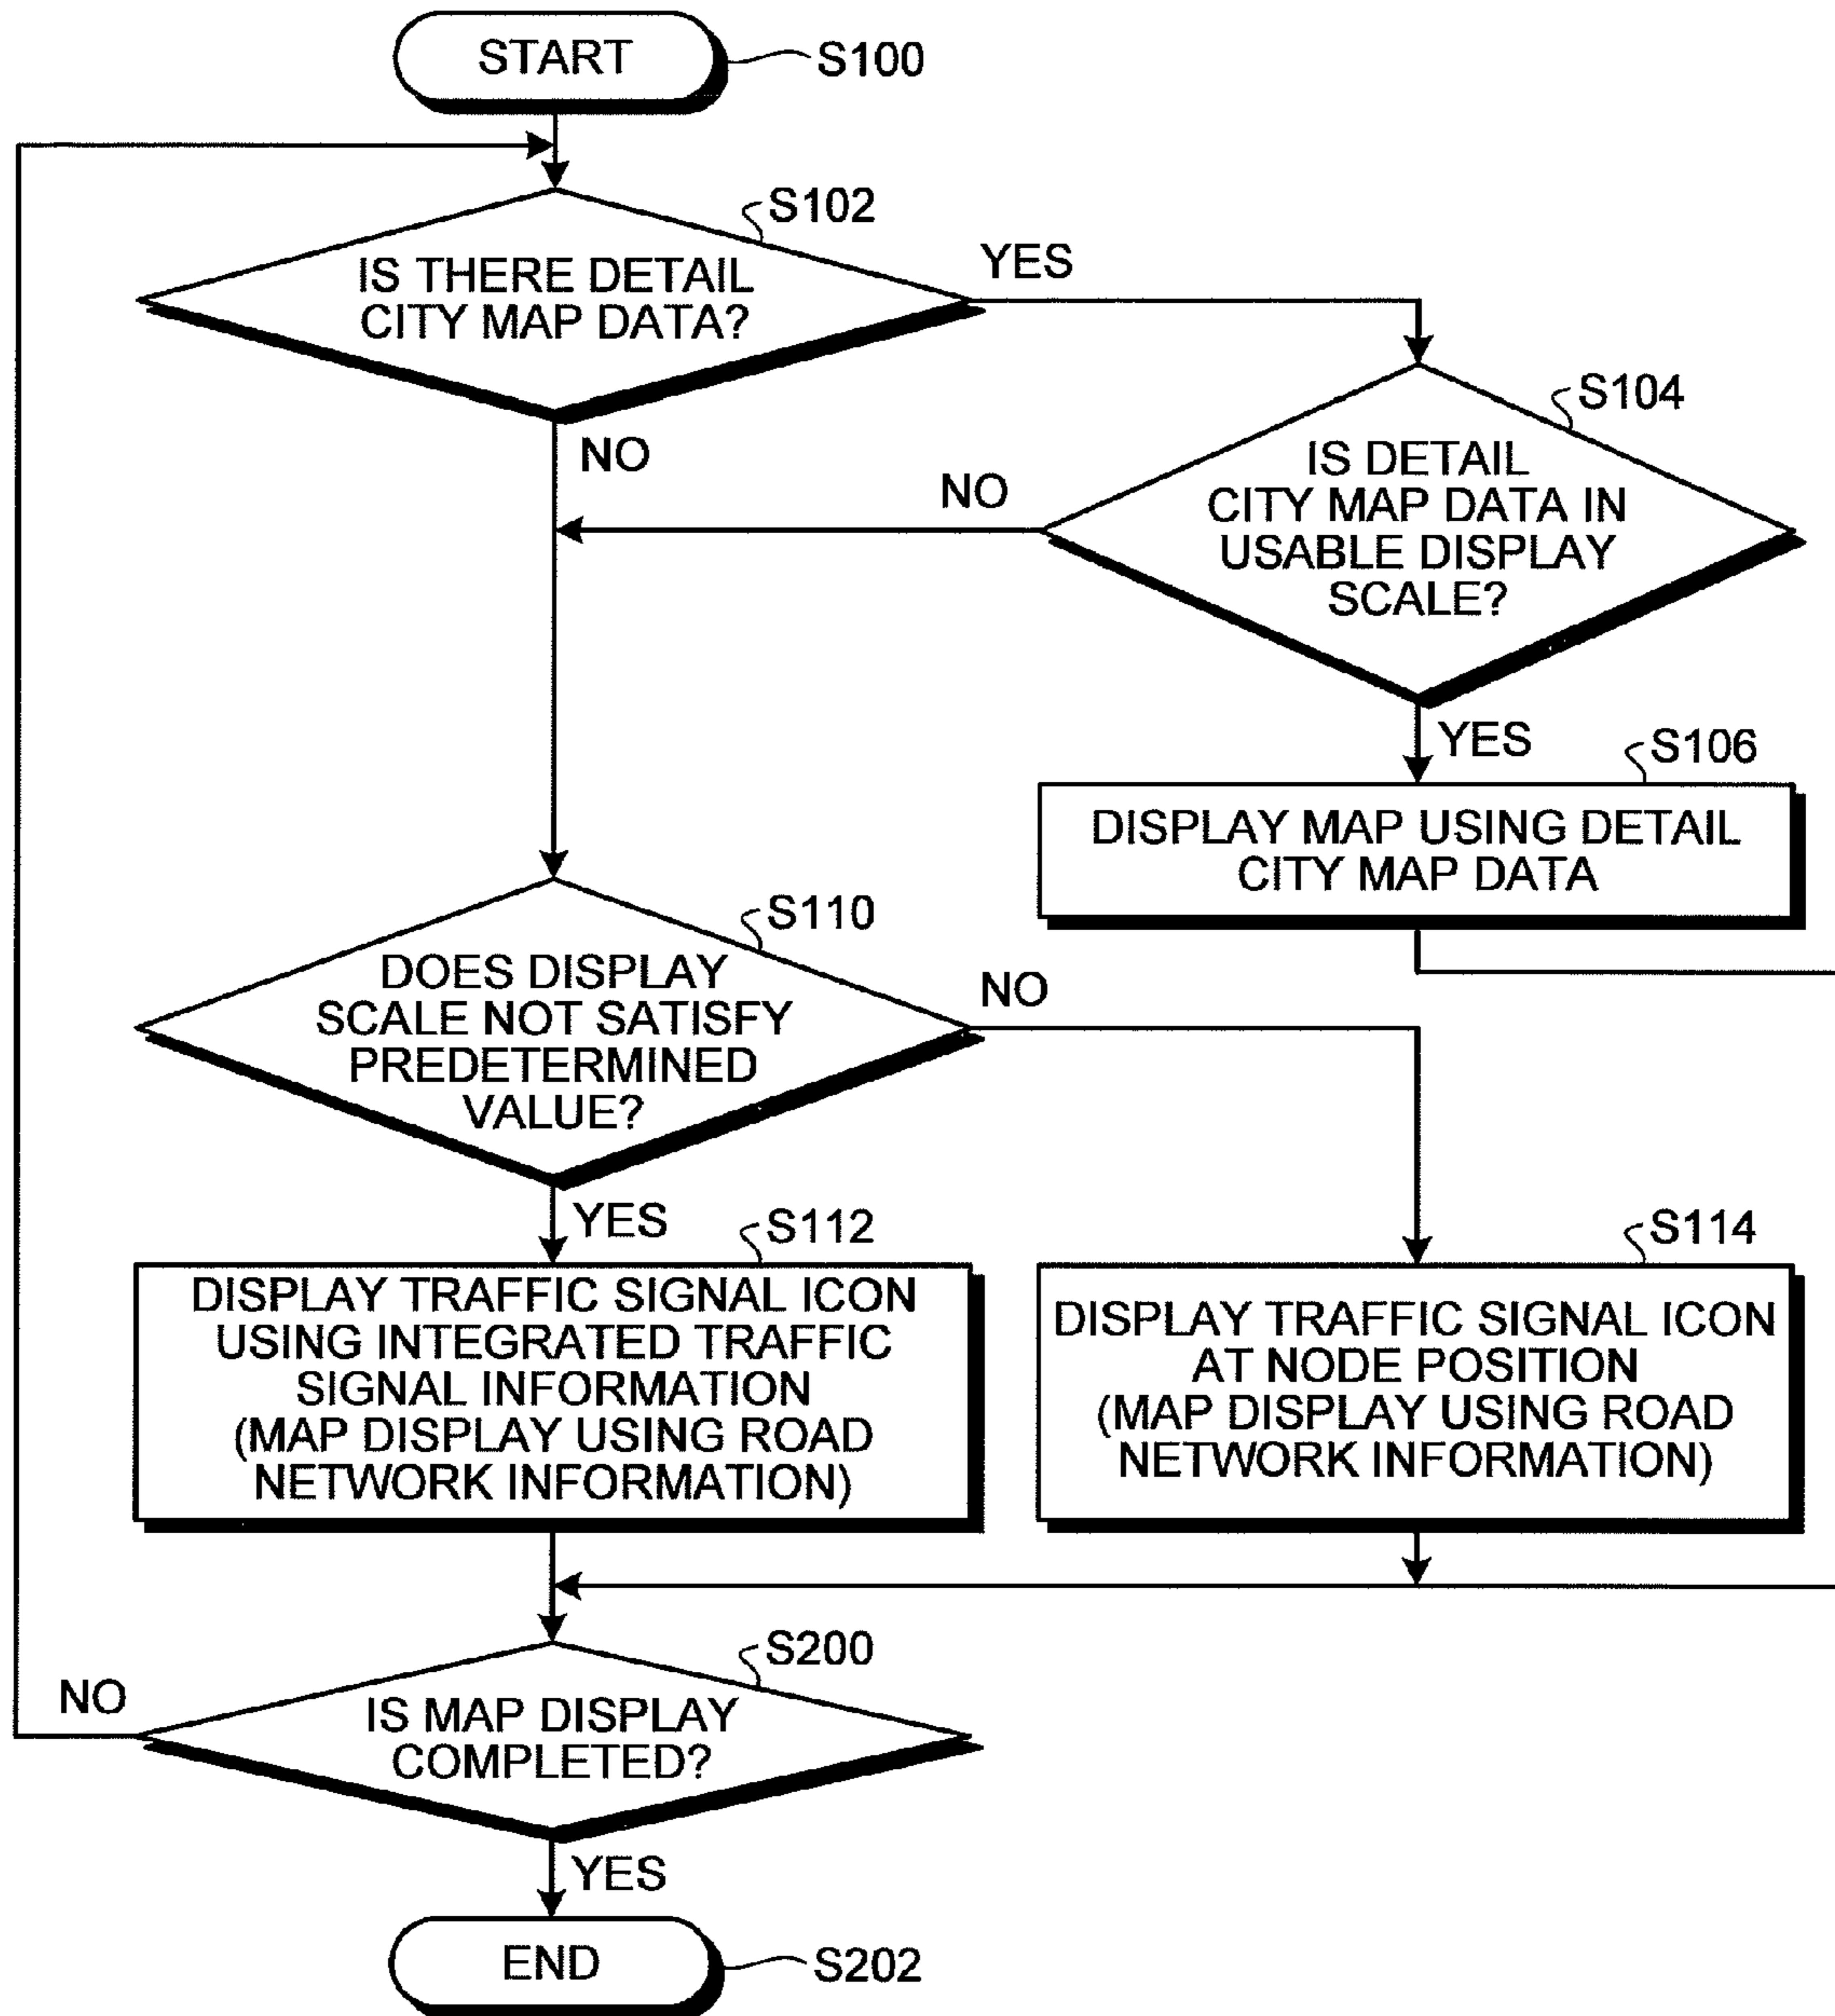 START
S100
S102
IS THERE DETAIL
CITY MAP DATA?
YES
NO
S104
IS DETAIL
CITY MAP DATA IN
USABLE DISPLAY
SCALE?
NO
YES
S106
DISPLAY MAP USING DETAIL
CITY MAP DATA
S110
DOES DISPLAY
SCALE NOT SATISFY
PREDETERMINED
VALUE?
NO
YES
S112
DISPLAY TRAFFIC SIGNAL ICON
USING INTEGRATED TRAFFIC
SIGNAL INFORMATION
(MAP DISPLAY USING ROAD
NETWORK INFORMATION)
S114
DISPLAY TRAFFIC SIGNAL ICON
AT NODE POSITION
(MAP DISPLAY USING ROAD
NETWORK INFORMATION)
S200
IS MAP DISPLAY
COMPLETED?
NO
YES
END
S202